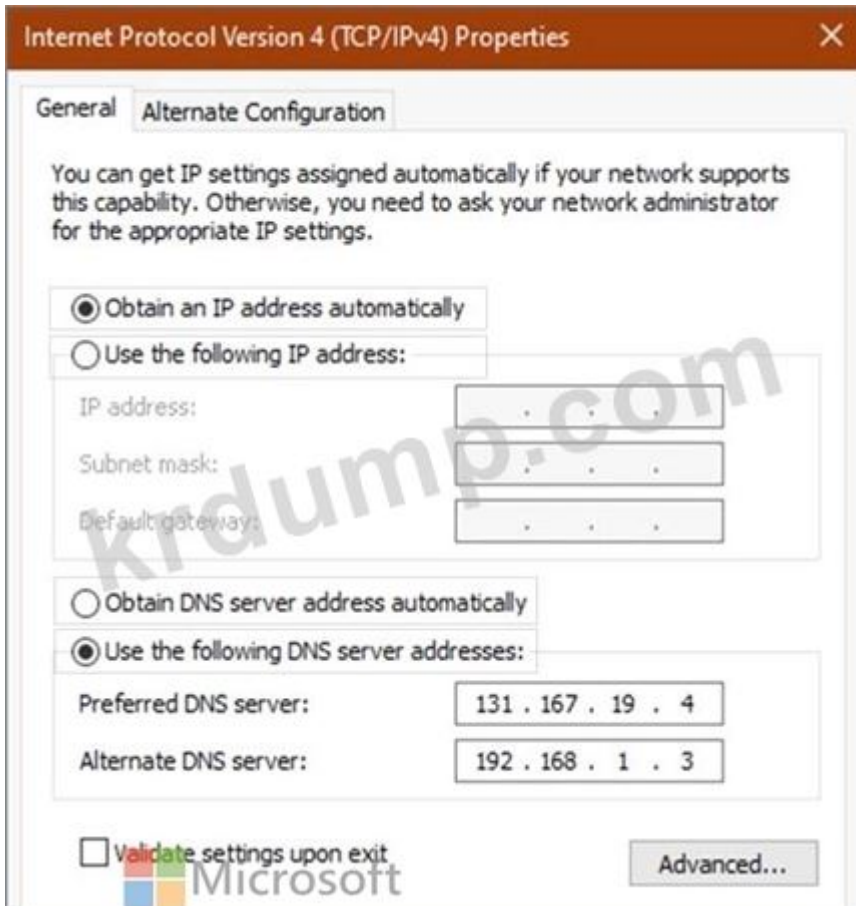 Internet Protocol Version 4 (TCP/IPv4) Properties
General
Alternate Configuration
You can get IP settings assigned automatically if your network supports
this capability. Otherwise, you need to ask your network administrator
for the appropriate IP settings.
Obtain an IP address automatically
Use the following IP address:
IP address:
Subnet mask:
Default gateway:
krdump.com
Obtain DNS server address automatically
Use the following DNS server addresses:
Preferred DNS server: 131 . 167 . 19 . 4
Alternate DNS server: 192 . 168 . 1 . 3
Validate settings upon exit
Advanced...
Microsoft